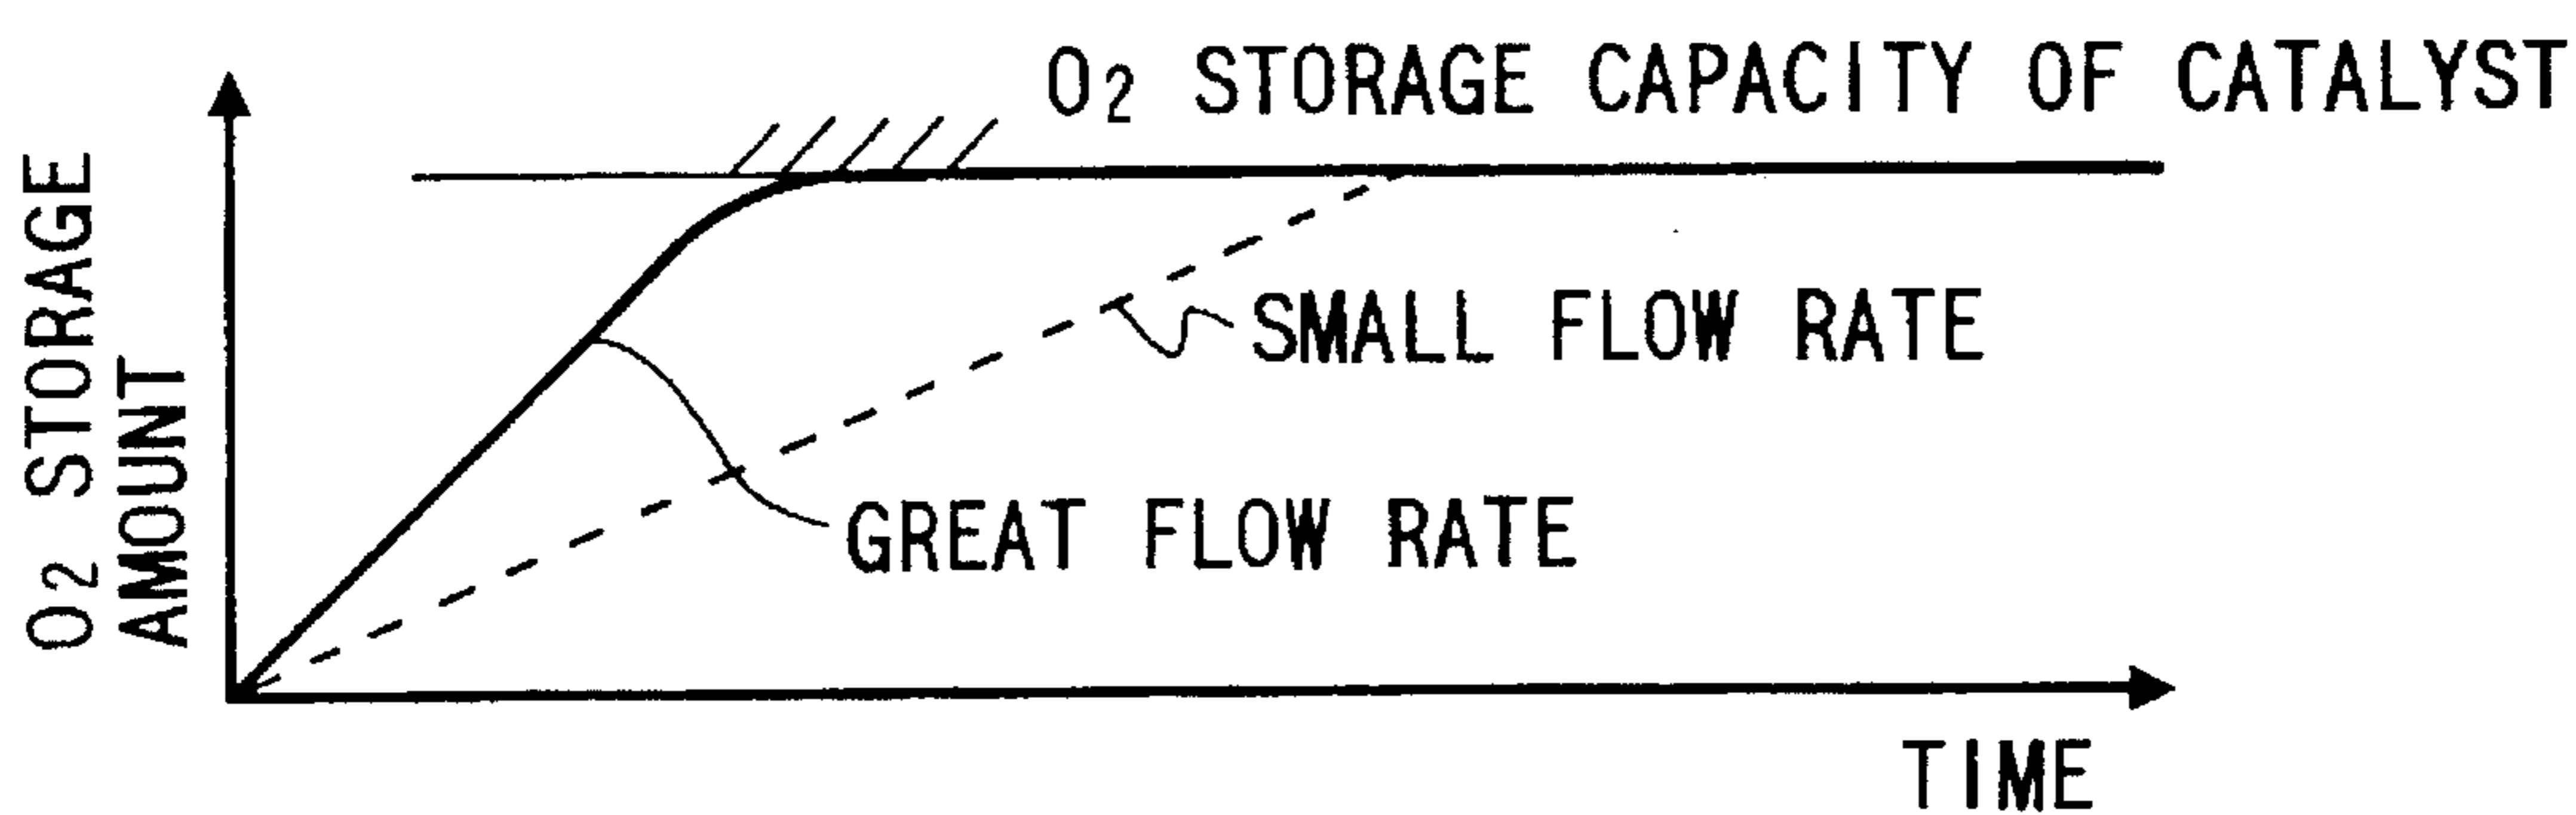 O2 STORAGE CAPACITY OF CATALYST
O2 STORAGE
AMOUNT
SMALL FLOW RATE
GREAT FLOW RATE
TIME